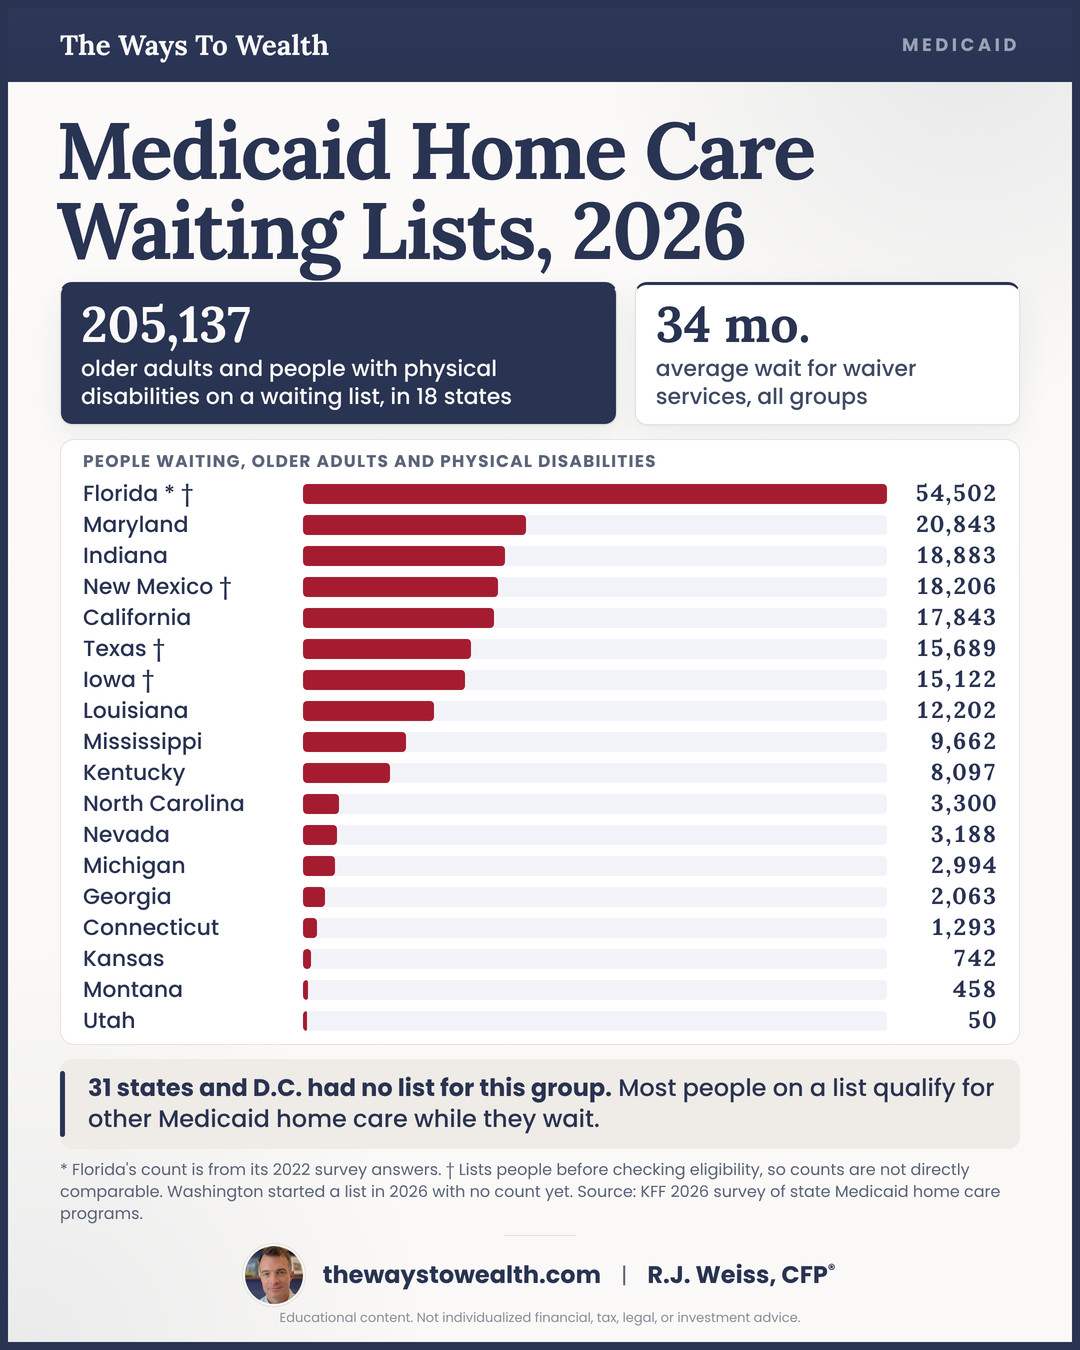 The Ways To Wealth
MEDICAID
Medicaid Home Care
Waiting Lists, 2026
205,137
older adults and people with physical
disabilities on a waiting list, in 18 states
34 mo.
average wait for waiver
services, all groups
PEOPLE WAITING, OLDER ADULTS AND PHYSICAL DISABILITIES
Florida * † 54,502
Maryland 20,843
Indiana 18,883
New Mexico † 18,206
California 17,843
Texas † 15,689
Iowa † 15,122
Louisiana 12,202
Mississippi 9,662
Kentucky 8,097
North Carolina 3,300
Nevada 3,188
Michigan 2,994
Georgia 2,063
Connecticut 1,293
Kansas 742
Montana 458
Utah 50
31 states and D.C. had no list for this group. Most people on a list qualify for
other Medicaid home care while they wait.
* Florida's count is from its 2022 survey answers. † Lists people before checking eligibility, so counts are not directly
comparable. Washington started a list in 2026 with no count yet. Source: KFF 2026 survey of state Medicaid home care
programs.
thewaystowealth.com | R.J. Weiss, CFP®
Educational content. Not individualized financial, tax, legal, or investment advice.